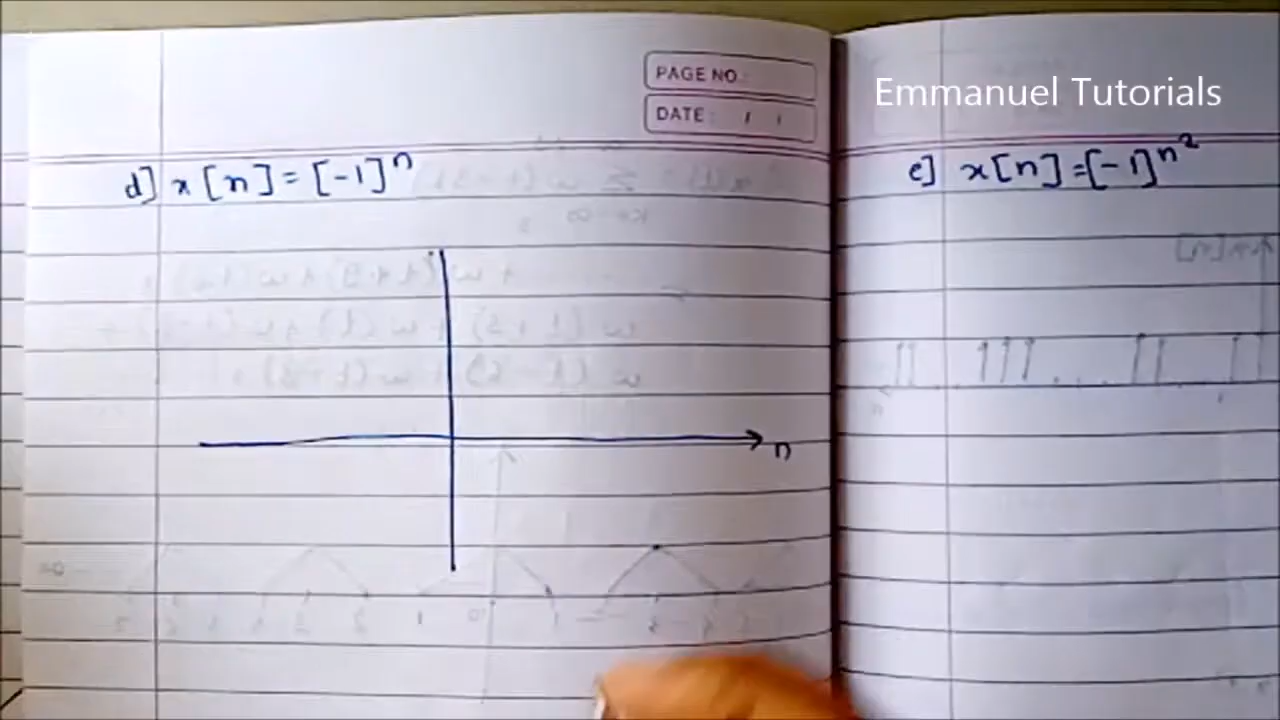 PAGE NO.:
DATE: / /
Emmanuel Tutorials
d] x[n] = [-1]ⁿ
n
e] x[n] = [-1]ⁿ²